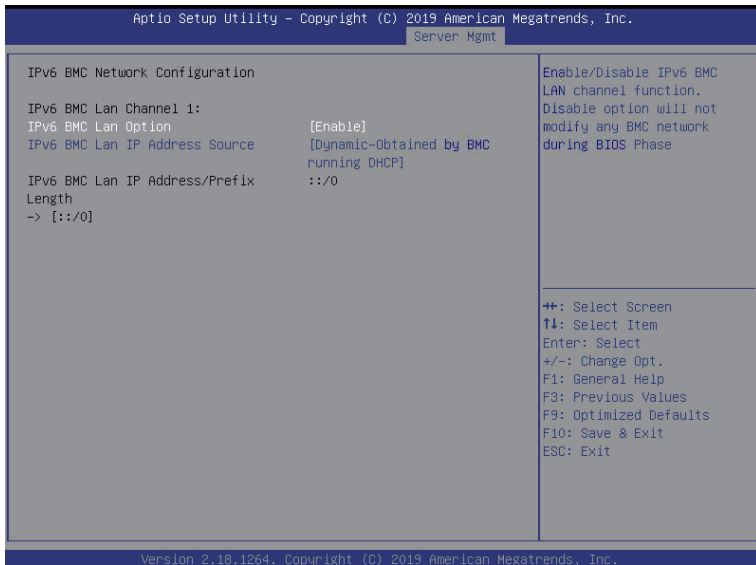 Aptio Setup Utility – Copyright (C) 2019 American Megatrends, Inc.
Server Mgmt
IPv6 BMC Network Configuration
IPv6 BMC Lan Channel 1:
IPv6 BMC Lan Option [Enable]
IPv6 BMC Lan IP Address Source [Dynamic-Obtained by BMC
running DHCP]
IPv6 BMC Lan IP Address/Prefix ::/0
Length
-> [::/0]
Enable/Disable IPv6 BMC
LAN channel function.
Disable option will not
modify any BMC network
during BIOS Phase
→←: Select Screen
↑↓: Select Item
Enter: Select
+/-: Change Opt.
F1: General Help
F3: Previous Values
F9: Optimized Defaults
F10: Save & Exit
ESC: Exit
Version 2.18.1264. Copyright (C) 2019 American Megatrends, Inc.